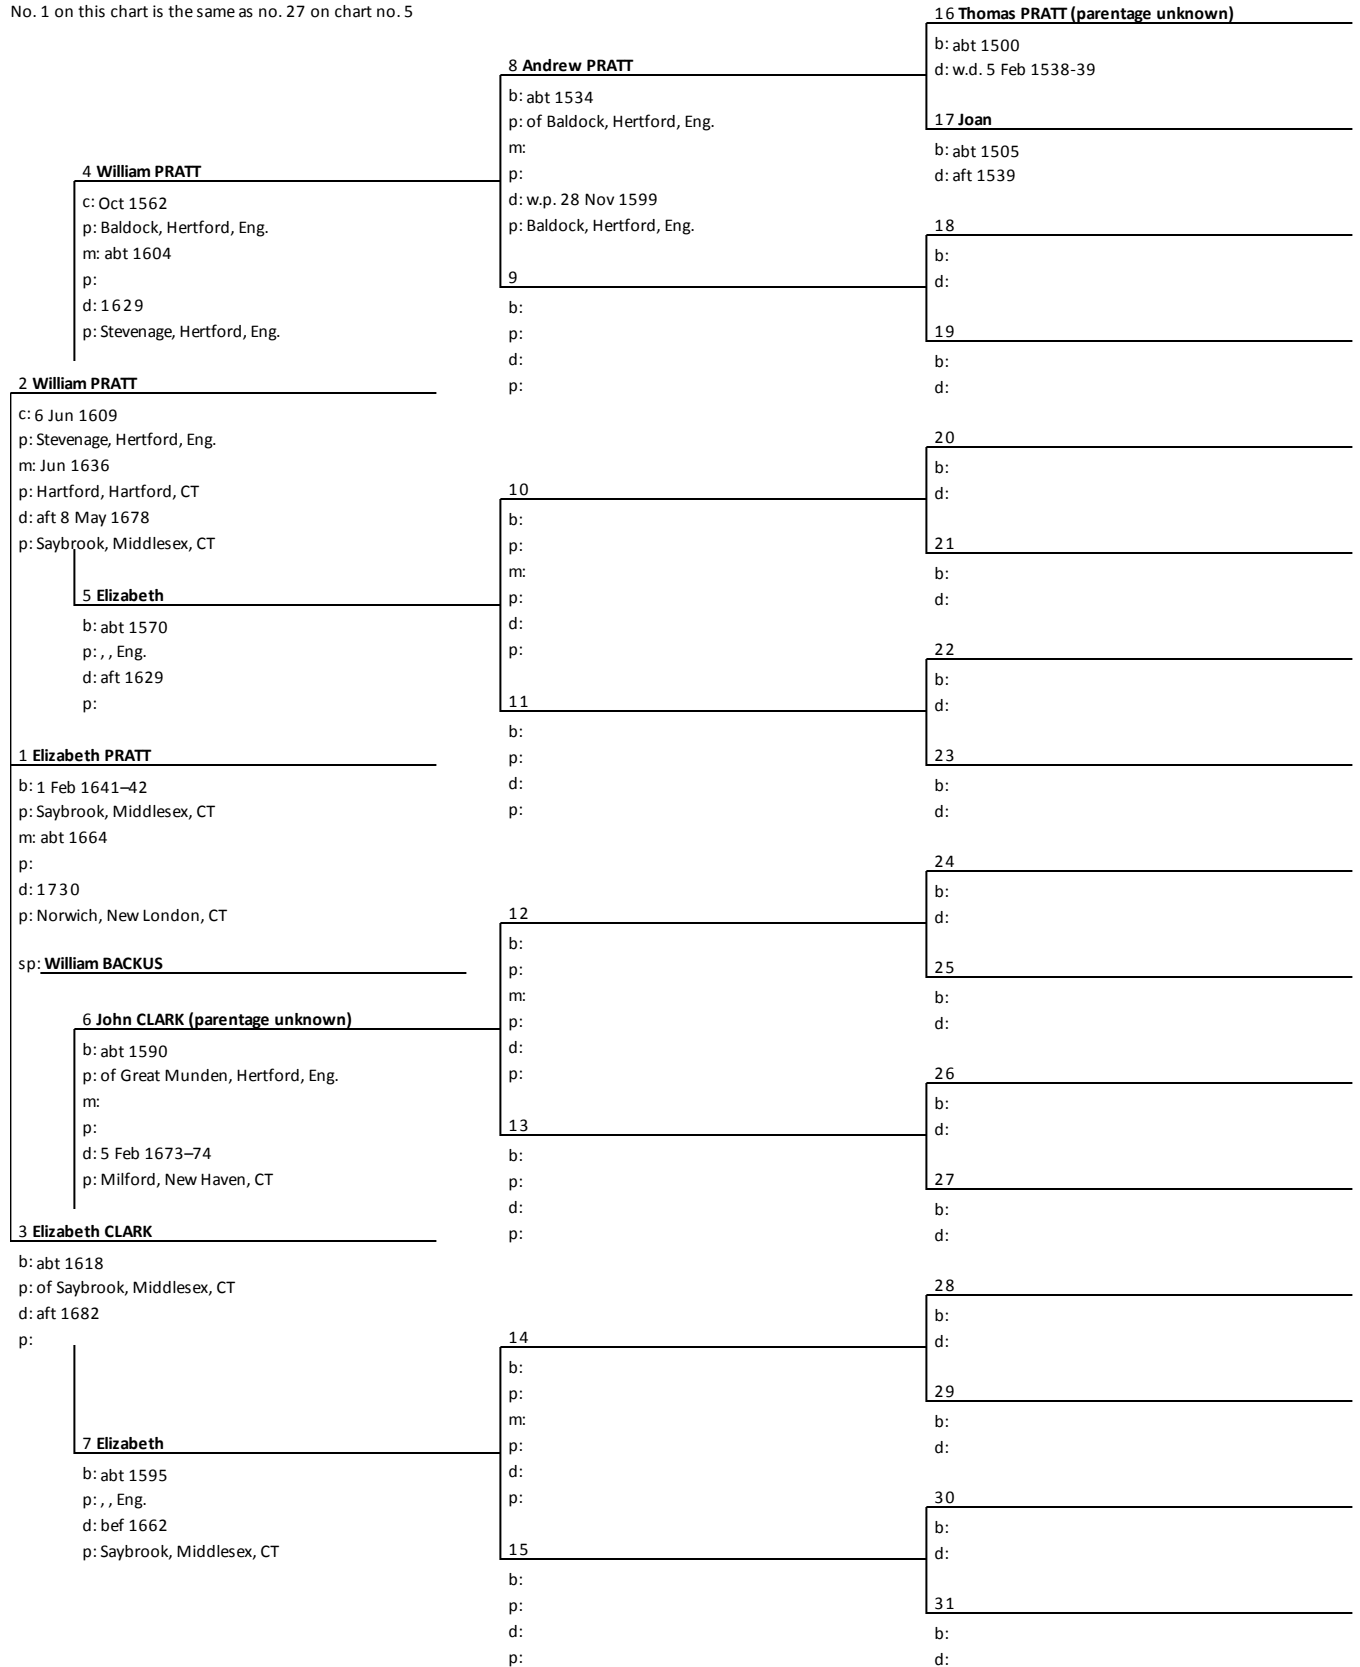 No. 1 on this chart is the same as no. 27 on chart no. 5
16 Thomas PRATT (parentage unknown)
b: abt 1500
d: w.d. 5 Feb 1538-39
8 Andrew PRATT
b: abt 1534
p: of Baldock, Hertford, Eng.
m:
p:
d: w.p. 28 Nov 1599
p: Baldock, Hertford, Eng.
17 Joan
b: abt 1505
d: aft 1539
4 William PRATT
c: Oct 1562
p: Baldock, Hertford, Eng.
m: abt 1604
p:
d: 1629
p: Stevenage, Hertford, Eng.
18
b:
d:
9
b:
p:
d:
p:
19
b:
d:
2 William PRATT
c: 6 Jun 1609
p: Stevenage, Hertford, Eng.
m: Jun 1636
p: Hartford, Hartford, CT
d: aft 8 May 1678
p: Saybrook, Middlesex, CT
20
b:
d:
10
b:
p:
m:
p:
d:
p:
21
b:
d:
5 Elizabeth
b: abt 1570
p: , , Eng.
d: aft 1629
p:
22
b:
d:
11
b:
p:
d:
p:
23
b:
d:
1 Elizabeth PRATT
b: 1 Feb 1641–42
p: Saybrook, Middlesex, CT
m: abt 1664
p:
d: 1730
p: Norwich, New London, CT
sp: William BACKUS
24
b:
d:
12
b:
p:
m:
p:
d:
p:
25
b:
d:
6 John CLARK (parentage unknown)
b: abt 1590
p: of Great Munden, Hertford, Eng.
m:
p:
d: 5 Feb 1673–74
p: Milford, New Haven, CT
26
b:
d:
13
b:
p:
d:
p:
27
b:
d:
3 Elizabeth CLARK
b: abt 1618
p: of Saybrook, Middlesex, CT
d: aft 1682
p:
28
b:
d:
14
b:
p:
m:
p:
d:
p:
29
b:
d:
7 Elizabeth
b: abt 1595
p: , , Eng.
d: bef 1662
p: Saybrook, Middlesex, CT
30
b:
d:
15
b:
p:
d:
p:
31
b:
d: